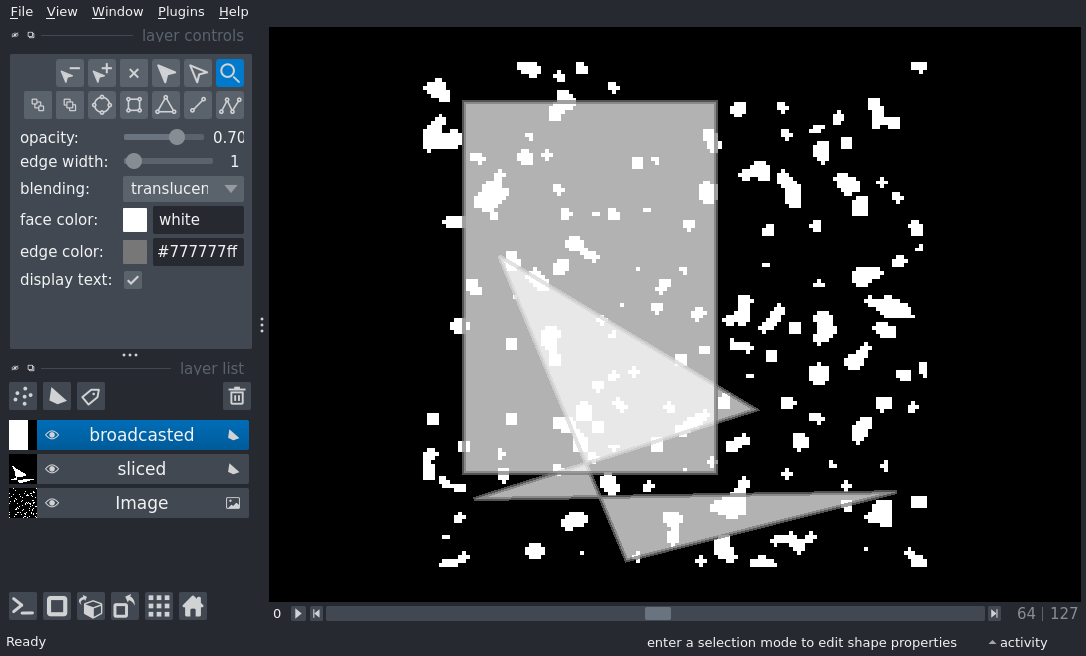 File View Window Plugins Help
layer controls
opacity: 0.70
edge width: 1
blending: translucen
face color: white
edge color: #777777ff
display text:
layer list
broadcasted
sliced
Image
0 64 | 127
Ready enter a selection mode to edit shape properties activity